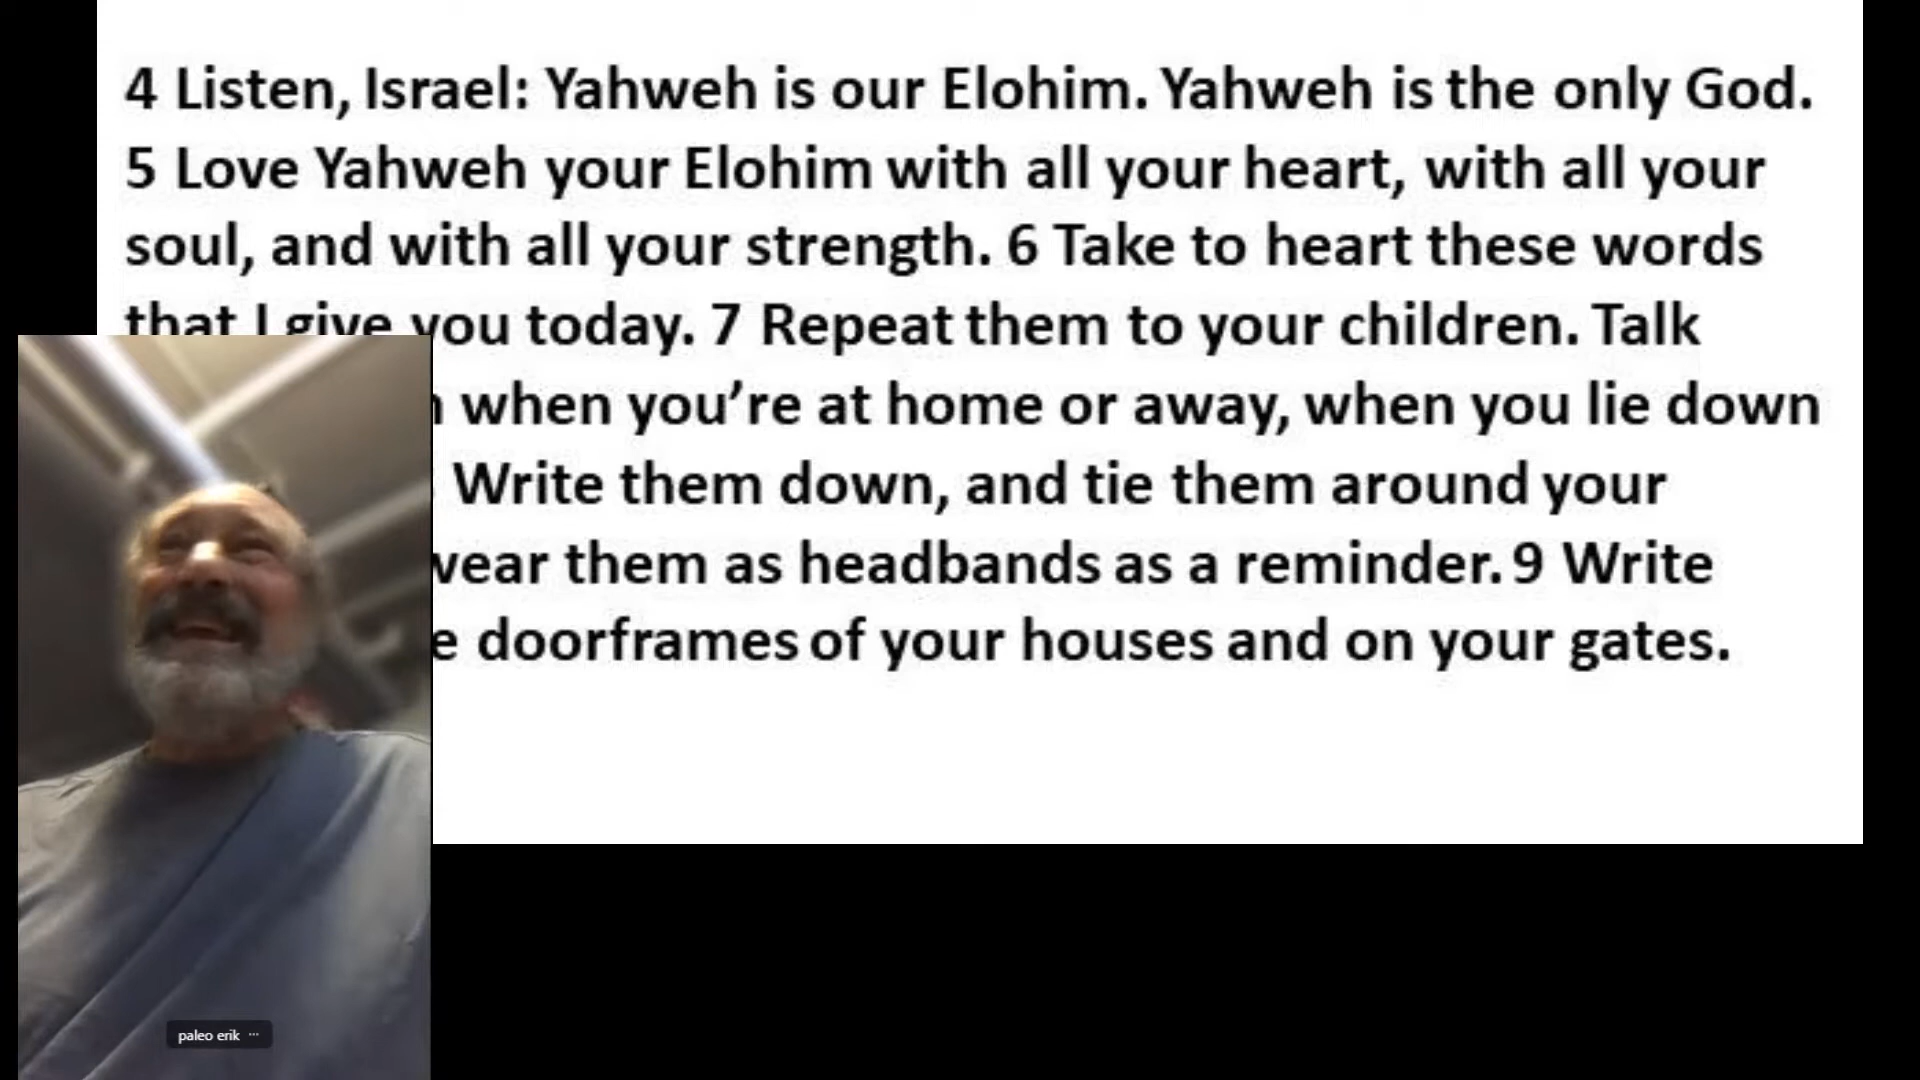 4 Listen, Israel: Yahweh is our Elohim. Yahweh is the only God.
5 Love Yahweh your Elohim with all your heart, with all your
soul, and with all your strength. 6 Take to heart these words
that I give you today. 7 Repeat them to your children. Talk
when you’re at home or away, when you lie down
Write them down, and tie them around your
wear them as headbands as a reminder. 9 Write
doorframes of your houses and on your gates.
paleo erik